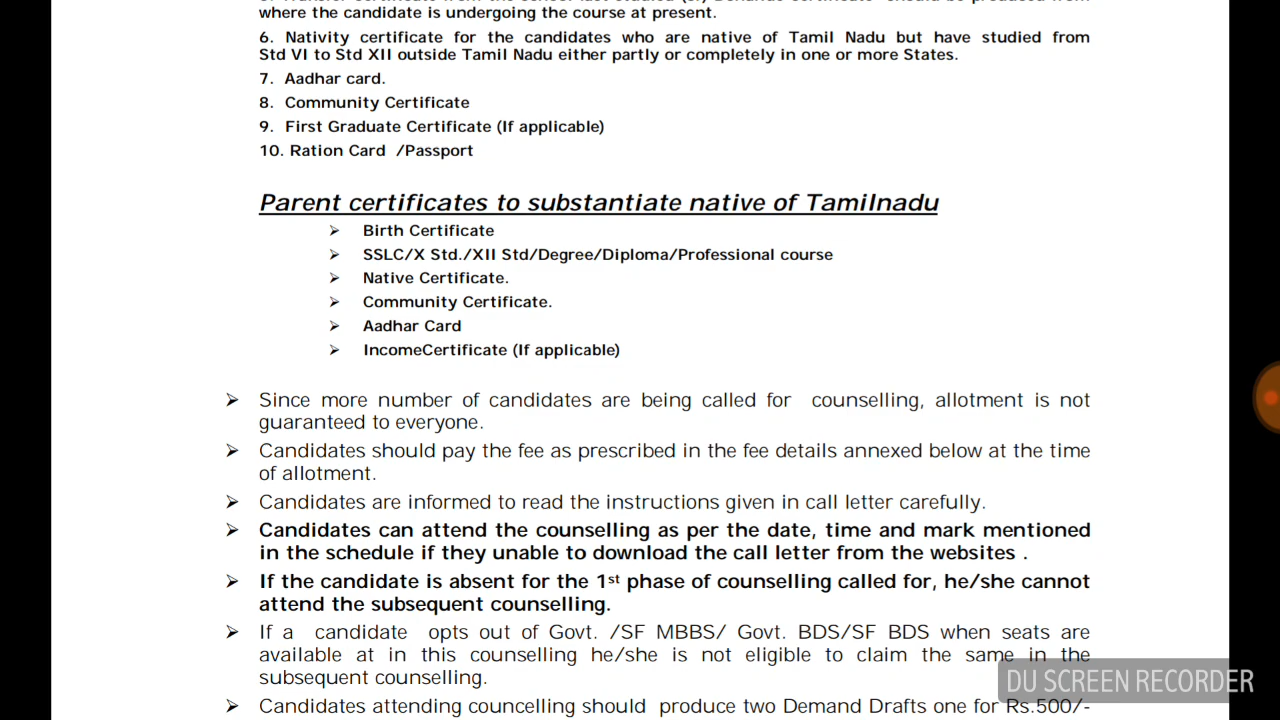 where the candidate is undergoing the course at present.
6. Nativity certificate for the candidates who are native of Tamil Nadu but have studied from
Std VI to Std XII outside Tamil Nadu either partly or completely in one or more States.
7. Aadhar card.
8. Community Certificate
9. First Graduate Certificate (If applicable)
10. Ration Card /Passport
Parent certificates to substantiate native of Tamilnadu
➢ Birth Certificate
➢ SSLC/X Std./XII Std/Degree/Diploma/Professional course
➢ Native Certificate.
➢ Community Certificate.
➢ Aadhar Card
➢ IncomeCertificate (If applicable)
➢ Since more number of candidates are being called for counselling, allotment is not
guaranteed to everyone.
➢ Candidates should pay the fee as prescribed in the fee details annexed below at the time
of allotment.
➢ Candidates are informed to read the instructions given in call letter carefully.
➢ Candidates can attend the counselling as per the date, time and mark mentioned
in the schedule if they unable to download the call letter from the websites .
➢ If the candidate is absent for the 1st phase of counselling called for, he/she cannot
attend the subsequent counselling.
➢ If a candidate opts out of Govt. /SF MBBS/ Govt. BDS/SF BDS when seats are
available at in this counselling he/she is not eligible to claim the same in the
subsequent counselling.
➢ Candidates attending councelling should produce two Demand Drafts one for Rs.500/-
DU SCREEN RECORDER